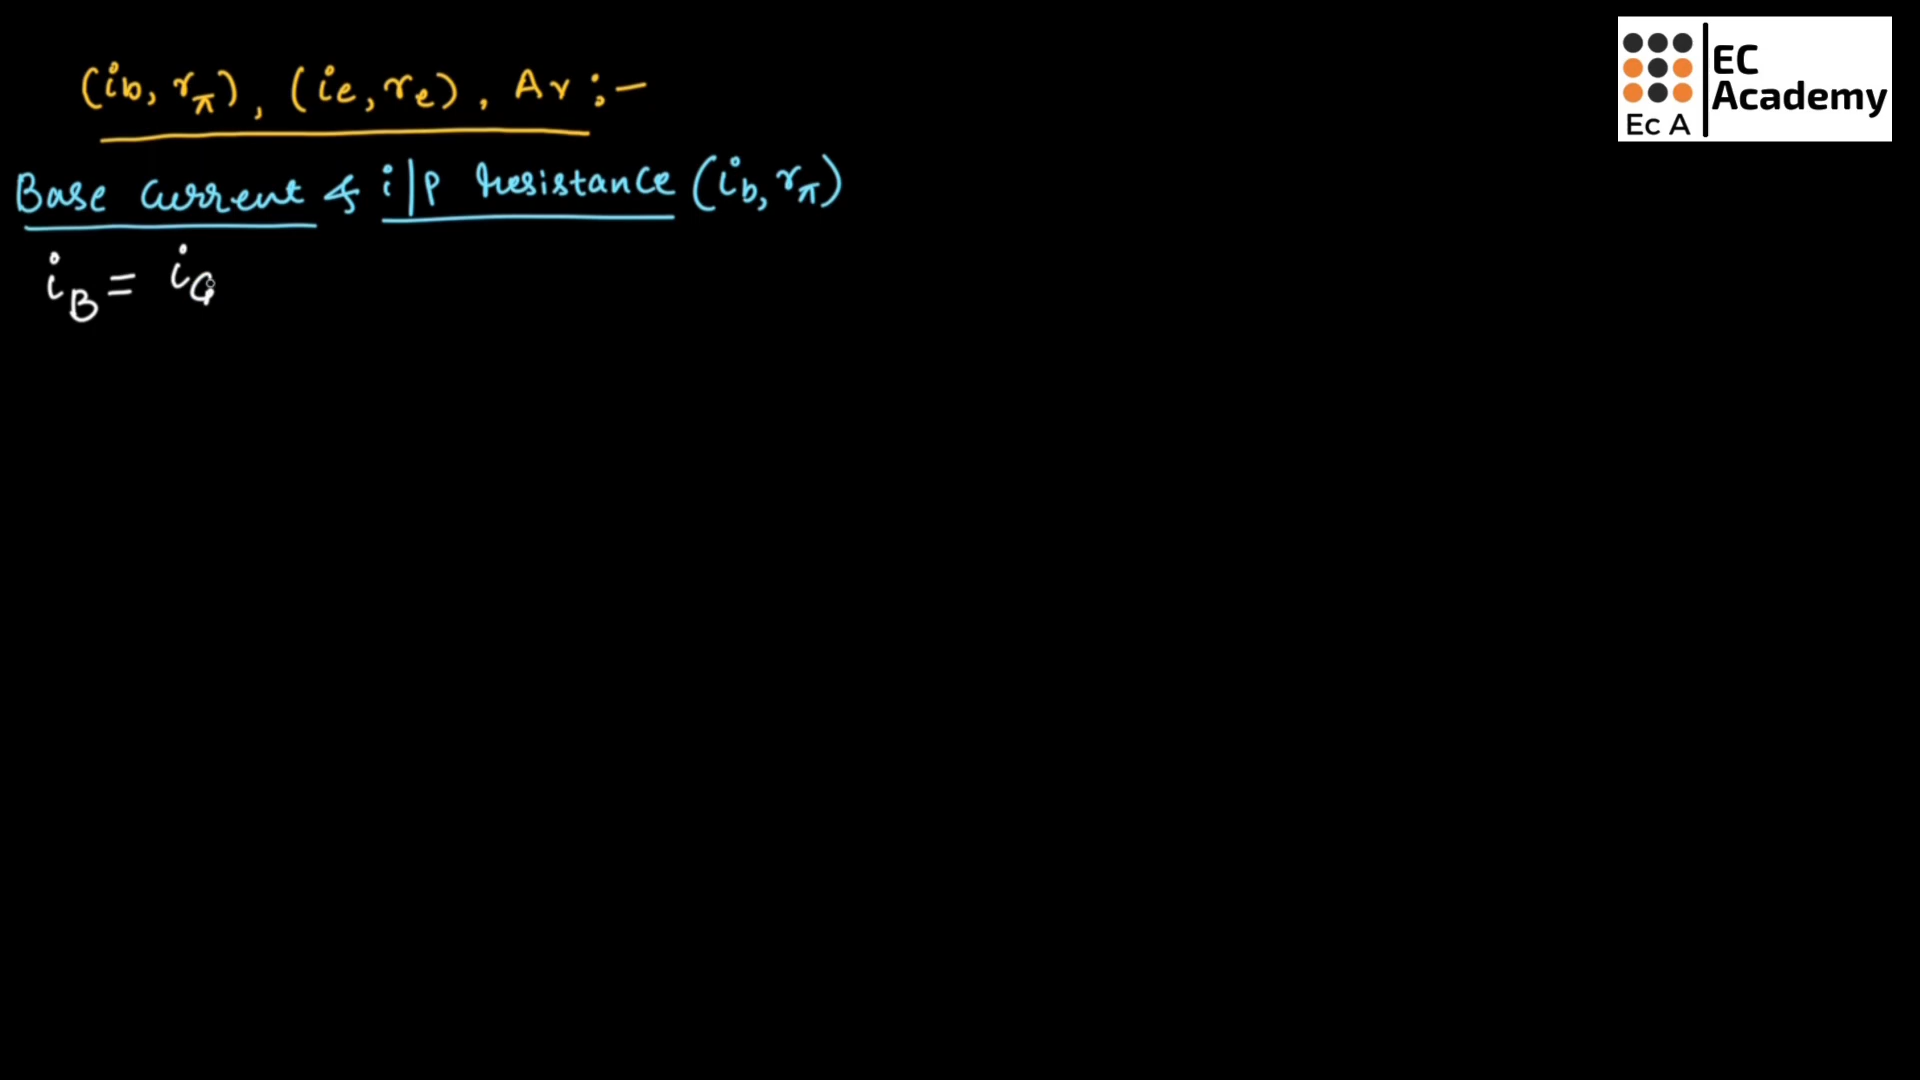 (ib, rπ), (ie, re), Av :-
Base Current & i/p Resistance (ib, rπ)
iB = iC
EC
Academy
Ec A